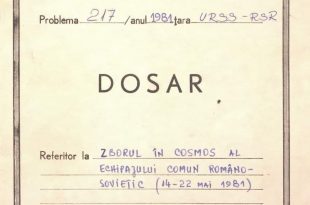 Problema 217 /anul 1981 țara URSS-RSR
DOSAR
Referitor la ZBORUL ÎN COSMOS AL
ECHIPAJULUI COMUN ROMÂNO-
SOVIETIC (14-22 MAI 1981)